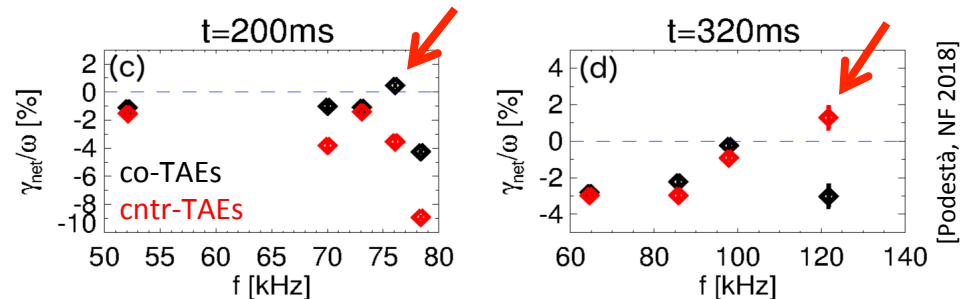 t=200ms
(c)
γnet/ω [%]
2
0
-2
-4
-6
-8
-10
co-TAEs
cntr-TAEs
50 55 60 65 70 75 80
f [kHz]
t=320ms
(d)
γnet/ω [%]
4
2
0
-2
-4
60 80 100 120 140
f [kHz]
[Podestà, NF 2018]